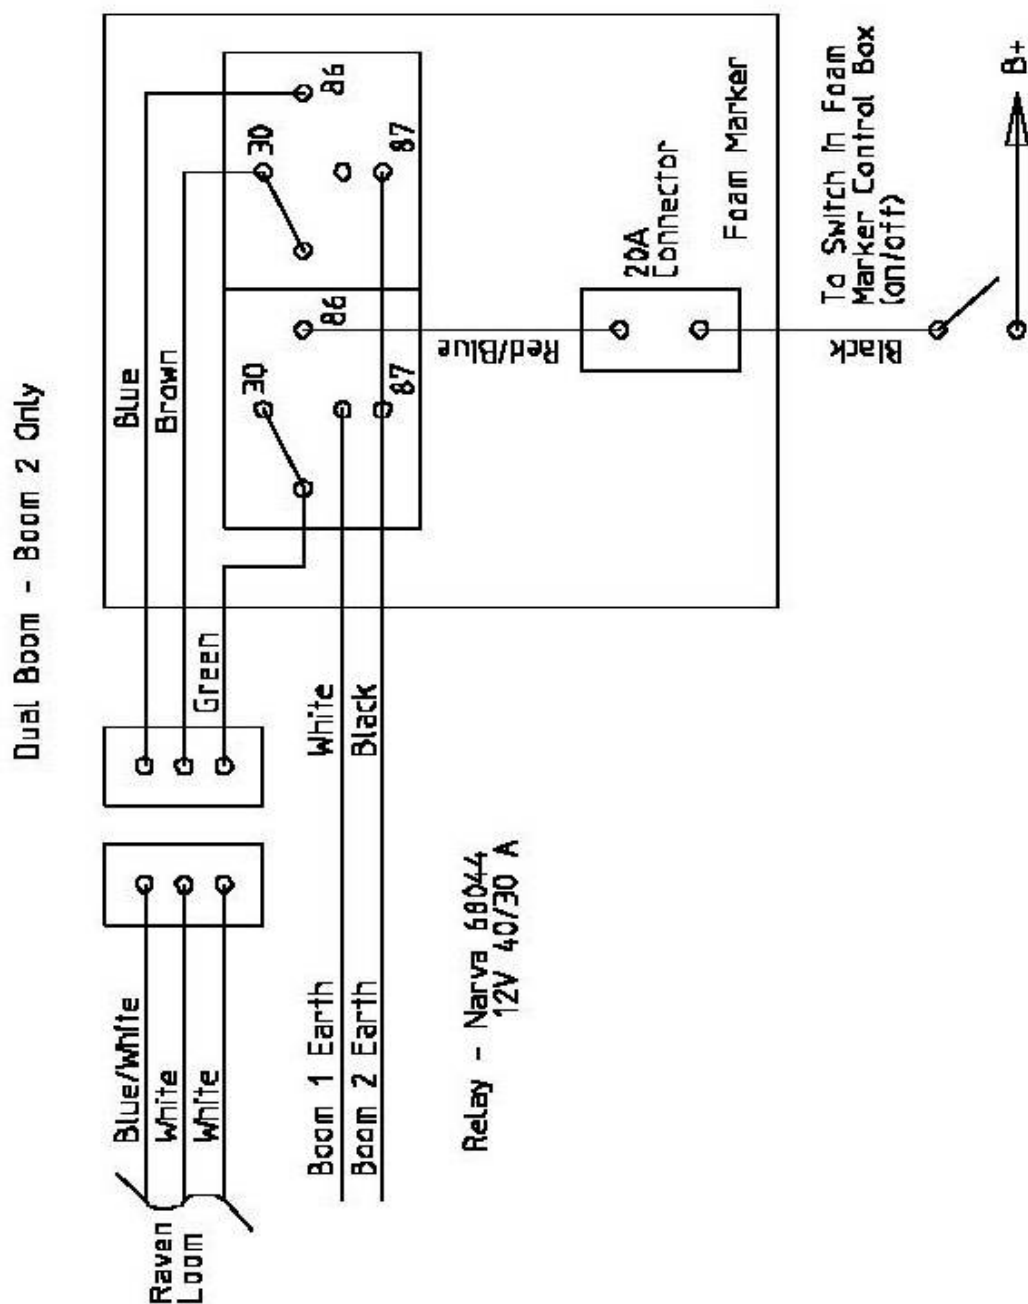 Dual Boom - Boom 2 Only
Blue
Brown
Green
White
Black
86
30
87
86
30
87
Red/Blue
20A
Connector
Foam Marker
To Switch In Foam
Marker Control Box
(on/off)
Black
B+
Blue/White
White
White
Raven
Loom
Boom 1 Earth
Boom 2 Earth
Relay - Narva 68044
12V 40/30 A